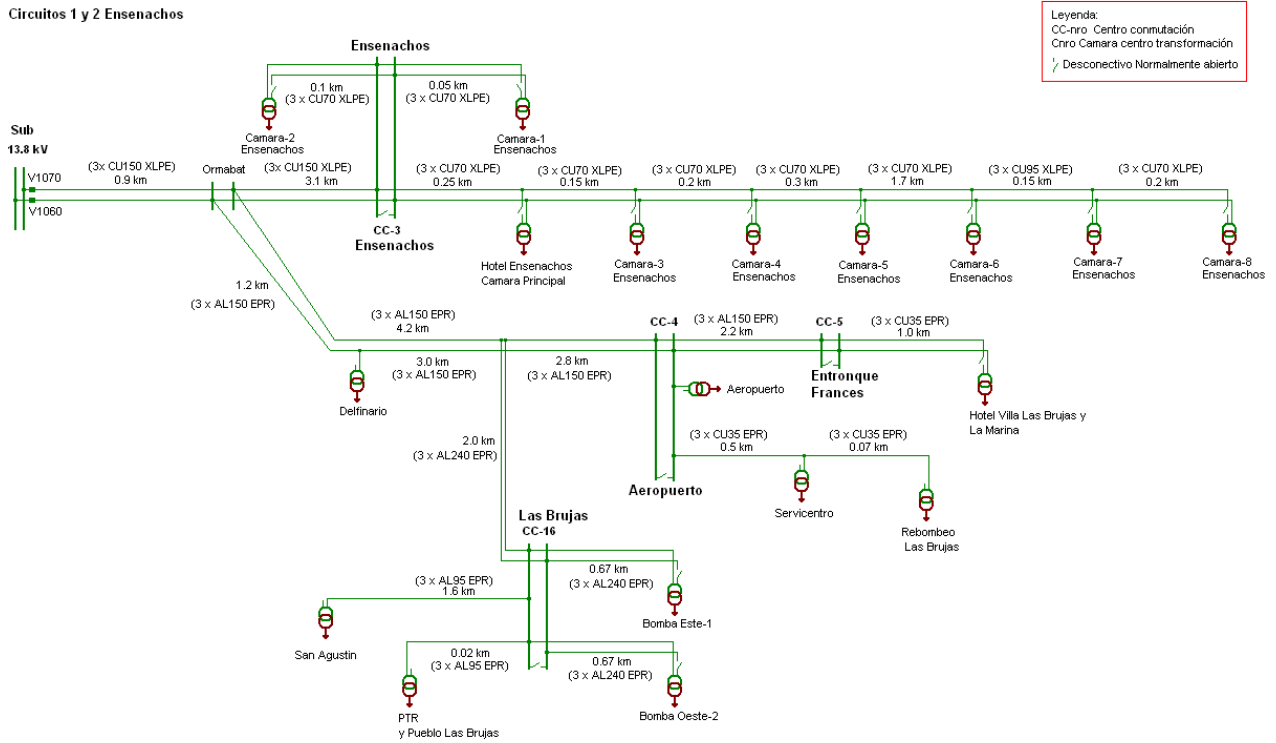 Circuitos 1 y 2 Ensenachos
Leyenda:
CC-nro Centro conmutación
Cnro Camara centro transformación
Desconectivo Normalmente abierto
Ensenachos
0.1 km
(3 x CU70 XLPE)
0.05 km
(3 x CU70 XLPE)
Camara-2
Ensenachos
Camara-1
Ensenachos
Sub
13.8 kV
V1070
V1060
(3x CU150 XLPE)
0.9 km
Ornabat
(3x CU150 XLPE)
3.1 km
(3 x CU70 XLPE)
0.25 km
(3 x CU70 XLPE)
0.15 km
(3x CU70 XLPE)
0.2 km
(3x CU70 XLPE)
0.3 km
(3 x CU70 XLPE)
1.7 km
(3x CU95 XLPE)
0.15 km
(3x CU70 XLPE)
0.2 km
CC-3
Ensenachos
Hotel Ensenachos
Camara Principal
Camara-3
Ensenachos
Camara-4
Ensenachos
Camara-5
Ensenachos
Camara-6
Ensenachos
Camara-7
Ensenachos
Camara-8
Ensenachos
1.2 km
(3 x AL150 EPR)
(3 x AL150 EPR)
4.2 km
CC-4
(3 x AL150 EPR)
2.2 km
CC-5
(3 x CU35 EPR)
1.0 km
3.0 km
(3 x AL150 EPR)
2.8 km
(3 x AL150 EPR)
Entronque
Frances
Delfinario
Aeropuerto
Hotel Villa Las Brujas y
La Marina
2.0 km
(3 x AL240 EPR)
(3 x CU35 EPR)
0.5 km
(3 x CU35 EPR)
0.07 km
Aeropuerto
Servicentro
Rebombeo
Las Brujas
Las Brujas
CC-16
0.67 km
(3 x AL240 EPR)
(3 x AL95 EPR)
1.6 km
Bomba Este-1
San Agustin
0.02 km
(3 x AL95 EPR)
0.67 km
(3 x AL240 EPR)
PTR
y Pueblo Las Brujas
Bomba Oeste-2